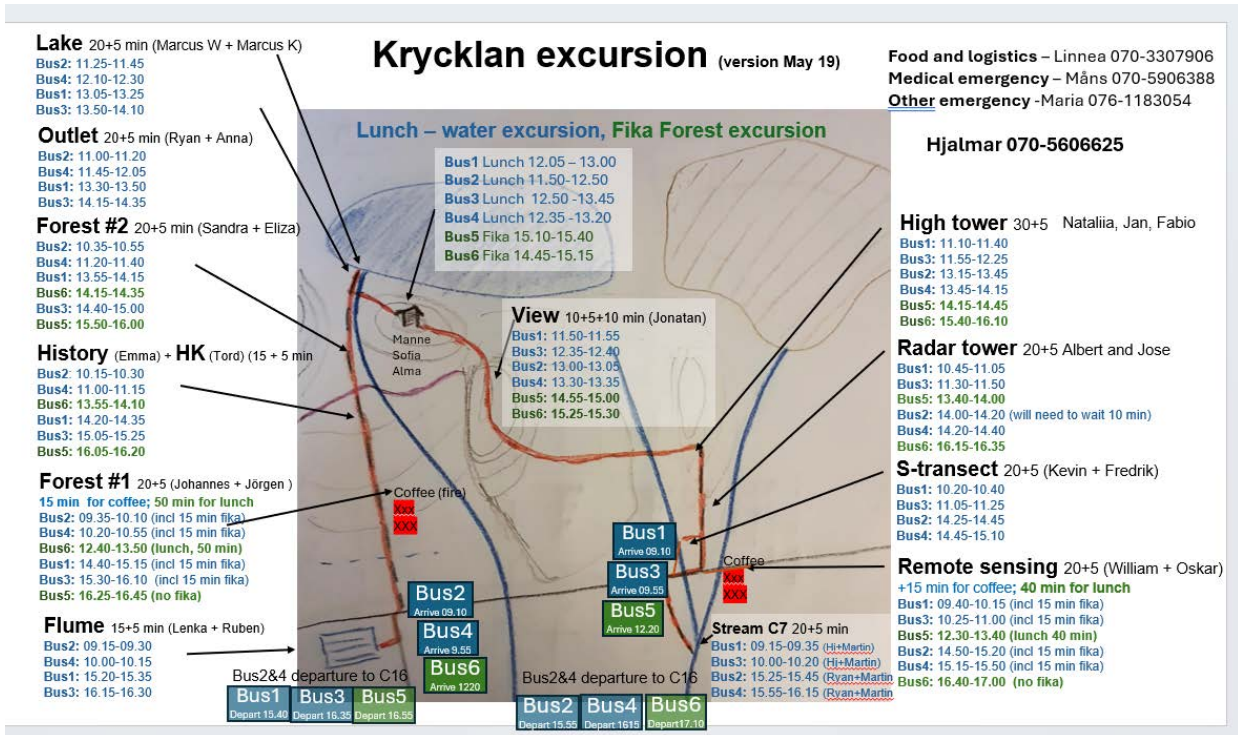 Krycklan excursion (version May 19)
Food and logistics – Linnea 070-3307906
Medical emergency – Måns 070-5906388
Other emergency -Maria 076-1183054
Hjalmar 070-5606625
Lake 20+5 min (Marcus W + Marcus K)
Bus2: 11.25-11.45
Bus4: 12.10-12.30
Bus1: 13.05-13.25
Bus3: 13.50-14.10
Outlet 20+5 min (Ryan + Anna)
Bus2: 11.00-11.20
Bus4: 11.45-12.05
Bus1: 13.30-13.50
Bus3: 14.15-14.35
Forest #2 20+5 min (Sandra + Eliza)
Bus2: 10.35-10.55
Bus4: 11.20-11.40
Bus1: 13.55-14.15
Bus6: 14.15-14.35
Bus3: 14.40-15.00
Bus5: 15.50-16.00
History (Emma) + HK (Tord) (15 + 5 min
Bus2: 10.15-10.30
Bus4: 11.00-11.15
Bus6: 13.55-14.10
Bus1: 14.20-14.35
Bus3: 15.05-15.25
Bus5: 16.05-16.20
Forest #1 20+5 (Johannes + Jörgen )
15 min for coffee; 50 min for lunch
Bus2: 09.35-10.10 (incl 15 min fika)
Bus4: 10.20-10.55 (incl 15 min fika)
Bus6: 12.40-13.50 (lunch, 50 min)
Bus1: 14.40-15.15 (incl 15 min fika)
Bus3: 15.30-16.10 (incl 15 min fika)
Bus5: 16.25-16.45 (no fika)
Flume 15+5 min (Lenka + Ruben)
Bus2: 09.15-09.30
Bus4: 10.00-10.15
Bus1: 15.20-15.35
Bus3: 16.15-16.30
Lunch – water excursion, Fika Forest excursion
Bus1 Lunch 12.05 – 13.00
Bus2 Lunch 11.50-12.50
Bus3 Lunch 12.50 -13.45
Bus4 Lunch 12.35 -13.20
Bus5 Fika 15.10-15.40
Bus6 Fika 14.45-15.15
Manne
Sofia
Alma
View 10+5+10 min (Jonatan)
Bus1: 11.50-11.55
Bus3: 12.35-12.40
Bus2: 13.00-13.05
Bus4: 13.30-13.35
Bus5: 14.55-15.00
Bus6: 15.25-15.30
Coffee (fire)
Xxx
XXX
Bus2
Arrive 09.10
Bus4
Arrive 9.55
Bus6
Arrive 1220
Bus1
Arrive 09.10
Bus3
Arrive 09.55
Bus5
Arrive 12.20
Coffee
Xxx
XXX
Bus2&4 departure to C16
Bus1
Depart 15.40
Bus3
Depart 16.35
Bus5
Depart 16.55
Bus2&4 departure to C16
Bus2
Depart 15.55
Bus4
Depart 1615
Bus6
Depart17.10
Stream C7 20+5 min
Bus1: 09.15-09.35 (Hj+Martin)
Bus3: 10.00-10.20 (Hj+Martin)
Bus2: 15.25-15.45 (Ryan+Martin
Bus4: 15.55-16.15 (Ryan+Martin
High tower 30+5 Nataliia, Jan, Fabio
Bus1: 11.10-11.40
Bus3: 11.55-12.25
Bus2: 13.15-13.45
Bus4: 13.45-14.15
Bus5: 14.15-14.45
Bus6: 15.40-16.10
Radar tower 20+5 Albert and Jose
Bus1: 10.45-11.05
Bus3: 11.30-11.50
Bus5: 13.40-14.00
Bus2: 14.00-14.20 (will need to wait 10 min)
Bus4: 14.20-14.40
Bus6: 16.15-16.35
S-transect 20+5 (Kevin + Fredrik)
Bus1: 10.20-10.40
Bus3: 11.05-11.25
Bus2: 14.25-14.45
Bus4: 14.45-15.10
Remote sensing 20+5 (William + Oskar)
+15 min for coffee; 40 min for lunch
Bus1: 09.40-10.15 (incl 15 min fika)
Bus3: 10.25-11.00 (incl 15 min fika)
Bus5: 12.30-13.40 (lunch 40 min)
Bus2: 14.50-15.20 (incl 15 min fika)
Bus4: 15.15-15.50 (incl 15 min fika)
Bus6: 16.40-17.00 (no fika)